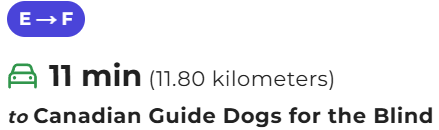 E → F
11 min (11.80 kilometers)
to Canadian Guide Dogs for the Blind